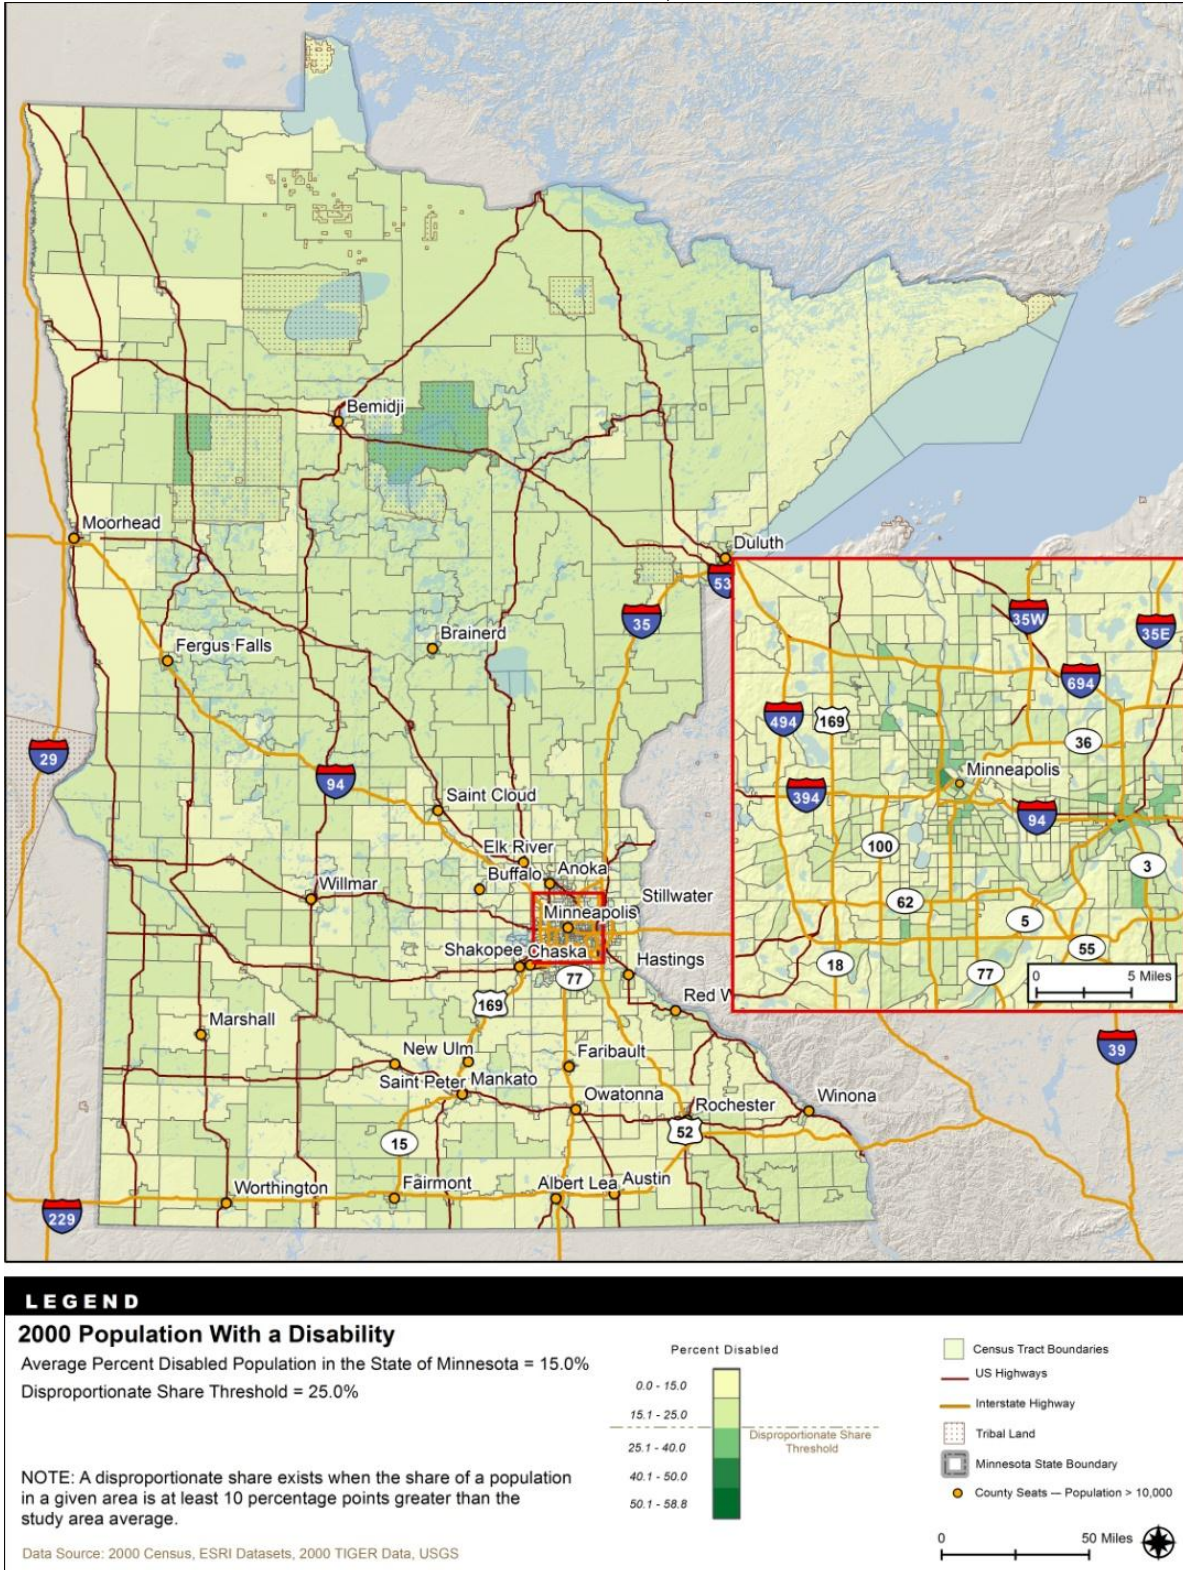 Bemidji
Moorhead
Duluth
53
35
Brainerd
Fergus Falls
29
94
Saint Cloud
Elk River
Buffalo
Anoka
Willmar
Stillwater
Minneapolis
Shakopee
Chaska
Hastings
77
169
Red W
Marshall
New Ulm
Faribault
Saint Peter
Mankato
Owatonna
Rochester
Winona
52
15
Worthington
Fairmont
Albert Lea
Austin
229
39
35W
35E
694
494
169
36
Minneapolis
394
94
100
3
62
5
55
18
77
0 5 Miles
LEGEND
2000 Population With a Disability
Average Percent Disabled Population in the State of Minnesota = 15.0%
Disproportionate Share Threshold = 25.0%
NOTE: A disproportionate share exists when the share of a population
in a given area is at least 10 percentage points greater than the
study area average.
Data Source: 2000 Census, ESRI Datasets, 2000 TIGER Data, USGS
Percent Disabled
0.0 - 15.0
15.1 - 25.0
Disproportionate Share
Threshold
25.1 - 40.0
40.1 - 50.0
50.1 - 58.8
Census Tract Boundaries
US Highways
Interstate Highway
Tribal Land
Minnesota State Boundary
County Seats — Population > 10,000
0 50 Miles